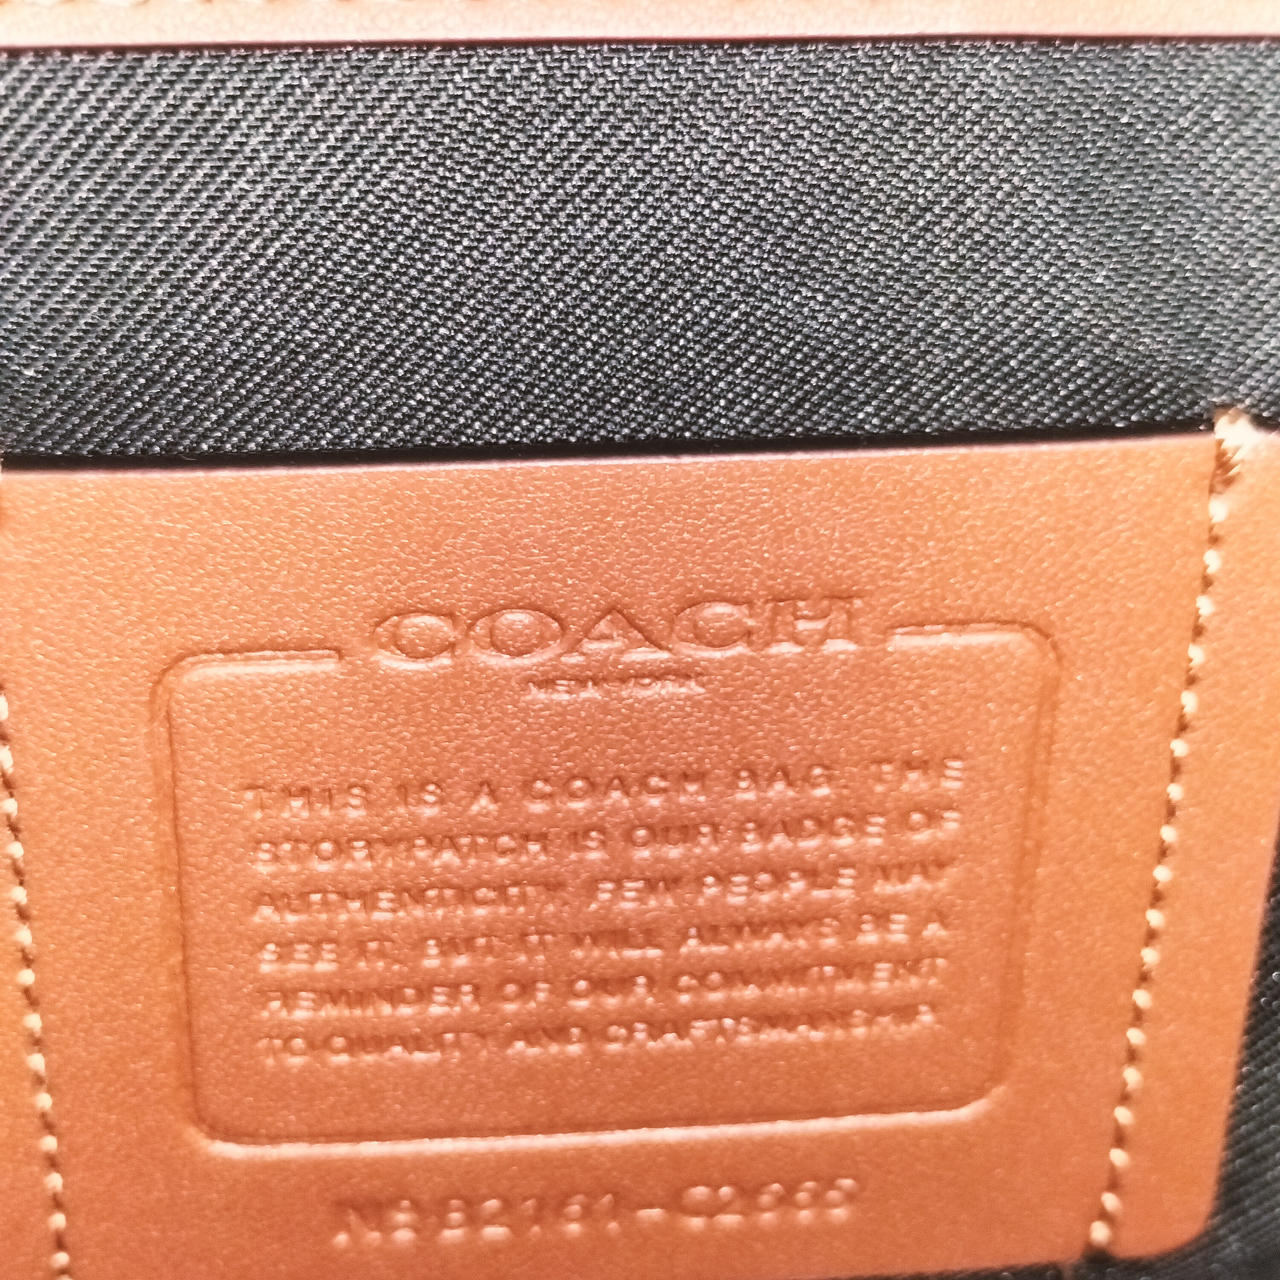 COACH
NEW YORK
THIS IS A COACH BAG. THE
STORYPATCH IS OUR BADGE OF
AUTHENTICITY. FEW PEOPLE MAY
SEE IT, BUT IT WILL ALWAYS BE A
REMINDER OF OUR COMMITMENT
TO QUALITY AND CRAFTSMANSHIP.